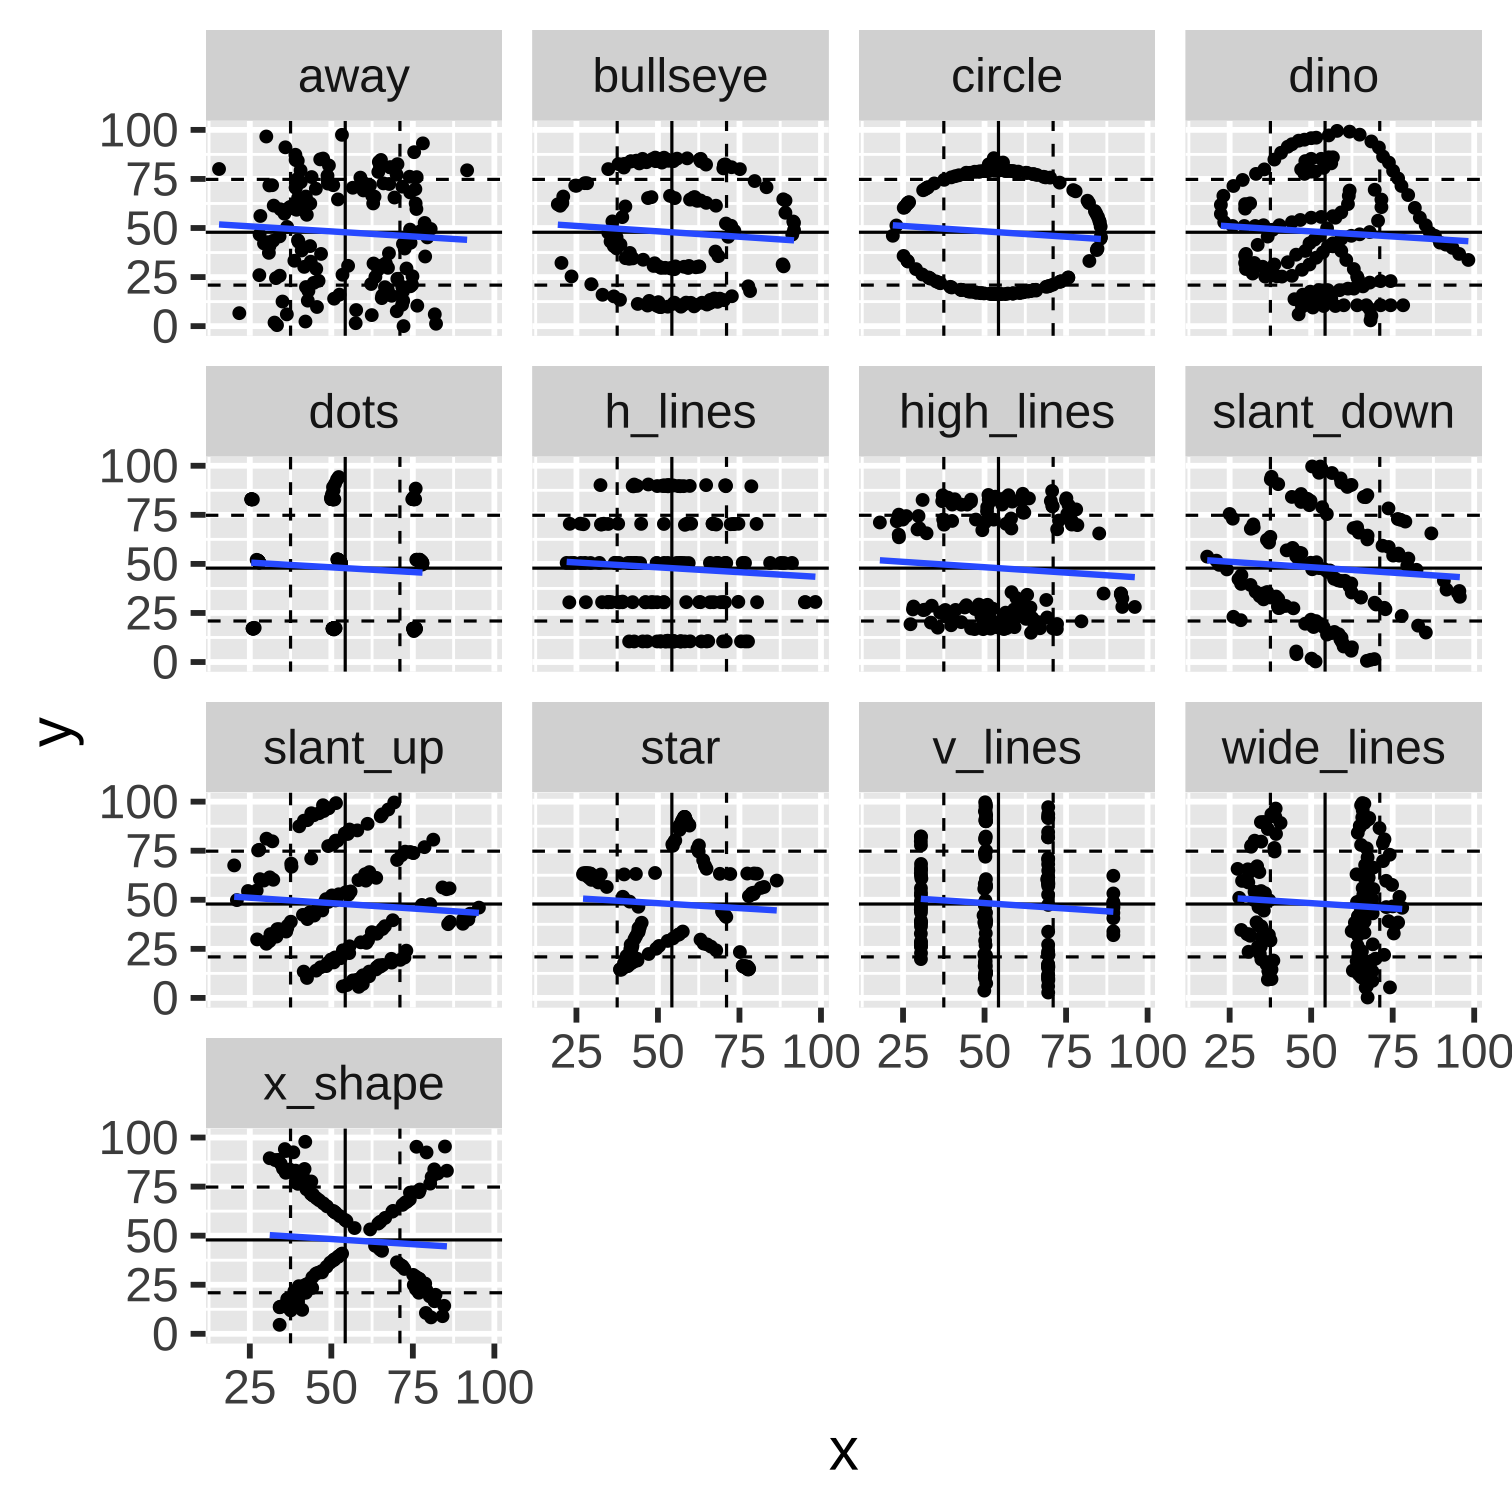 away bullseye circle dino
100
75
50
25
0
dots h_lines high_lines slant_down
100
75
50
25
0
y
slant_up star v_lines wide_lines
100
75
50
25
0
25 50 75 100 25 50 75 100 25 50 75 100
x_shape
100
75
50
25
0
25 50 75 100
x